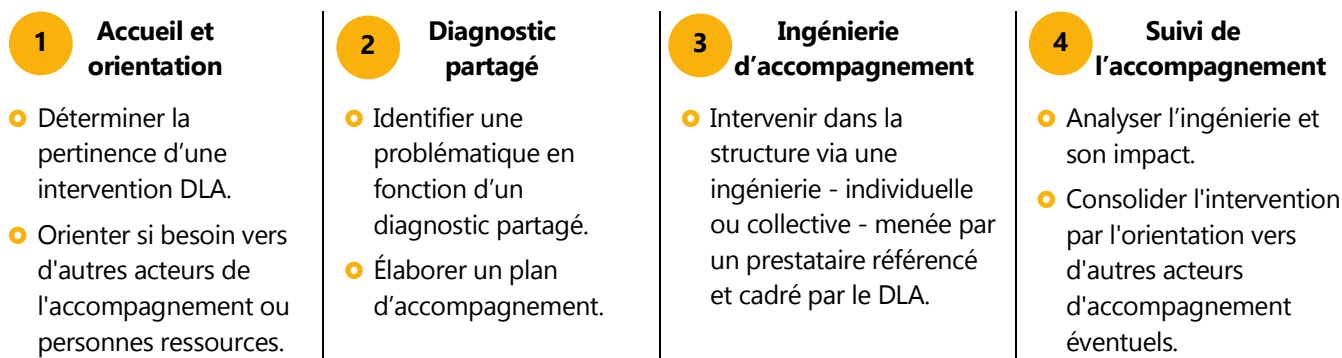 1
Accueil et
orientation
Déterminer la
pertinence d’une
intervention DLA.
Orienter si besoin vers
d'autres acteurs de
l'accompagnement ou
personnes ressources.
2
Diagnostic
partagé
Identifier une
problématique en
fonction d’un
diagnostic partagé.
Élaborer un plan
d’accompagnement.
3
Ingénierie
d’accompagnement
Intervenir dans la
structure via une
ingénierie - individuelle
ou collective - menée par
un prestataire référencé
et cadré par le DLA.
4
Suivi de
l’accompagnement
Analyser l’ingénierie et
son impact.
Consolider l'intervention
par l'orientation vers
d'autres acteurs
d'accompagnement
éventuels.